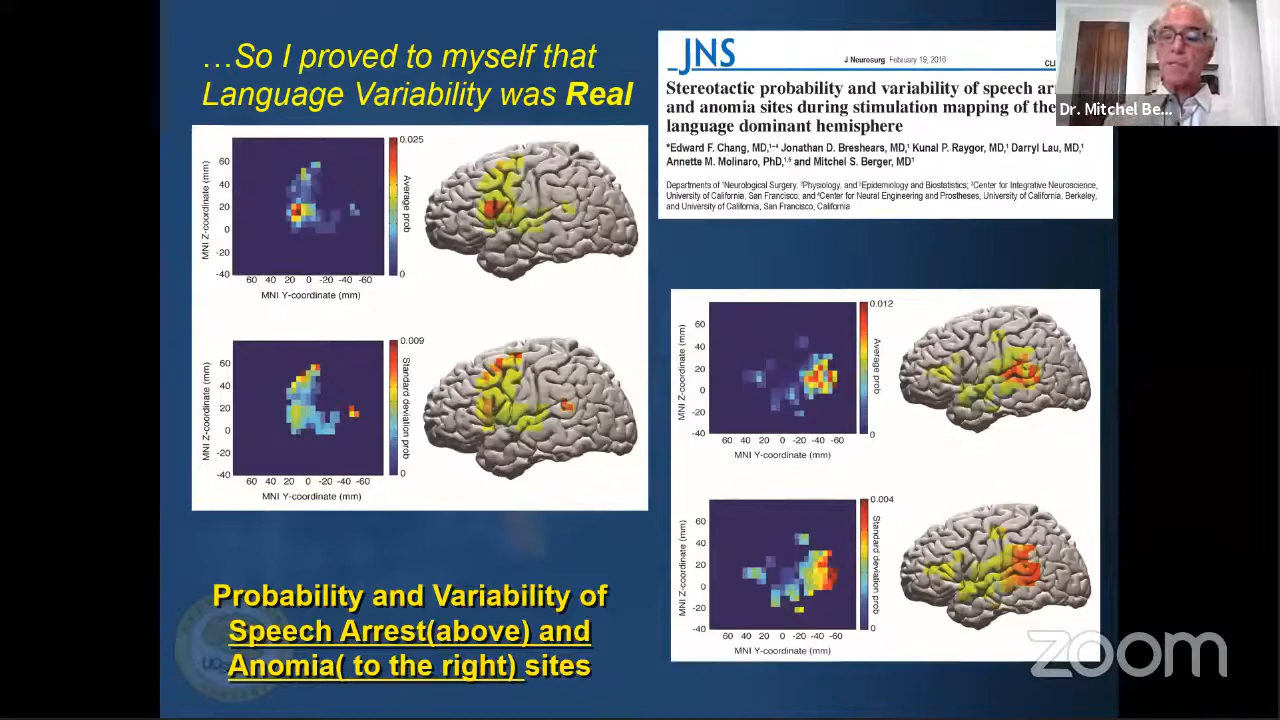 …So I proved to myself that
Language Variability was Real
JNS
J Neurosurg February 19, 2016
Stereotactic probability and variability of speech
and anomia sites during stimulation mapping of the
language dominant hemisphere
*Edward F. Chang, MD,1–4 Jonathan D. Breshears, MD,1 Kunal P. Raygor, MD,1 Darryl Lau, MD,1
Annette M. Molinaro, PhD,1,5 and Mitchel S. Berger, MD1
Departments of 1Neurological Surgery, 2Physiology, and 5Epidemiology and Biostatistics; 3Center for Integrative Neuroscience,
University of California, San Francisco; and 4Center for Neural Engineering and Prostheses, University of California, Berkeley,
and University of California, San Francisco, California
Dr. Mitchel Be...
MNI Z-coordinate (mm)
60
40
20
0
-20
-40
60 40 20 0 -20 -40 -60
MNI Y-coordinate (mm)
0.025
Average prob
0
MNI Z-coordinate (mm)
60
40
20
0
-20
-40
60 40 20 0 -20 -40 -60
MNI Y-coordinate (mm)
0.009
Standard deviation prob
0
MNI Z-coordinate (mm)
60
40
20
0
-20
-40
60 40 20 0 -20 -40 -60
MNI Y-coordinate (mm)
0.012
Average prob
0
MNI Z-coordinate (mm)
60
40
20
0
-20
-40
60 40 20 0 -20 -40 -60
MNI Y-coordinate (mm)
0.004
Standard deviation prob
0
Probability and Variability of
Speech Arrest(above) and
Anomia( to the right) sites
zoom